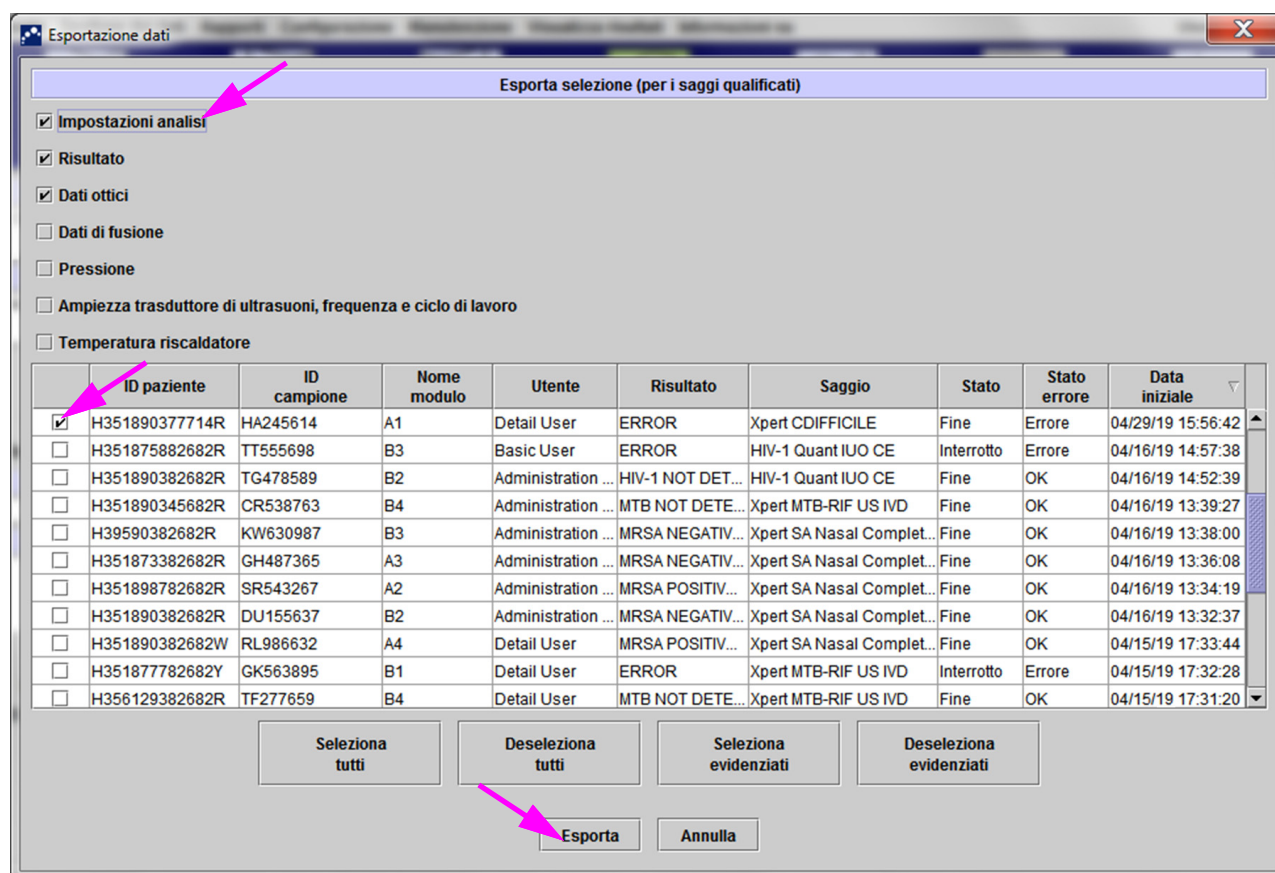 Esportazione dati
Esporta selezione (per i saggi qualificati)
Impostazioni analisi
Risultato
Dati ottici
Dati di fusione
Pressione
Ampiezza trasduttore di ultrasuoni, frequenza e ciclo di lavoro
Temperatura riscaldatore
ID paziente ID campione Nome modulo Utente Risultato Saggio Stato Stato errore Data iniziale
H351890377714R HA245614 A1 Detail User ERROR Xpert CDIFFICILE Fine Errore 04/29/19 15:56:42
H351875882682R TT555698 B3 Basic User ERROR HIV-1 Quant IUO CE Interrotto Errore 04/16/19 14:57:38
H351890382682R TG478589 B2 Administration ... HIV-1 NOT DET... HIV-1 Quant IUO CE Fine OK 04/16/19 14:52:39
H351890345682R CR538763 B4 Administration ... MTB NOT DETE... Xpert MTB-RIF US IVD Fine OK 04/16/19 13:39:27
H39590382682R KW630987 B3 Administration ... MRSA NEGATIV... Xpert SA Nasal Complet... Fine OK 04/16/19 13:38:00
H351873382682R GH487365 A3 Administration ... MRSA NEGATIV... Xpert SA Nasal Complet... Fine OK 04/16/19 13:36:08
H351898782682R SR543267 A2 Administration ... MRSA POSITIV... Xpert SA Nasal Complet... Fine OK 04/16/19 13:34:19
H351890382682R DU155637 B2 Administration ... MRSA NEGATIV... Xpert SA Nasal Complet... Fine OK 04/16/19 13:32:37
H351890382682W RL986632 A4 Detail User MRSA POSITIV... Xpert SA Nasal Complet... Fine OK 04/15/19 17:33:44
H351877782682Y GK563895 B1 Detail User ERROR Xpert MTB-RIF US IVD Interrotto Errore 04/15/19 17:32:28
H356129382682R TF277659 B4 Detail User MTB NOT DETE... Xpert MTB-RIF US IVD Fine OK 04/15/19 17:31:20
Seleziona tutti Deseleziona tutti Seleziona evidenziati Deseleziona evidenziati
Esporta Annulla